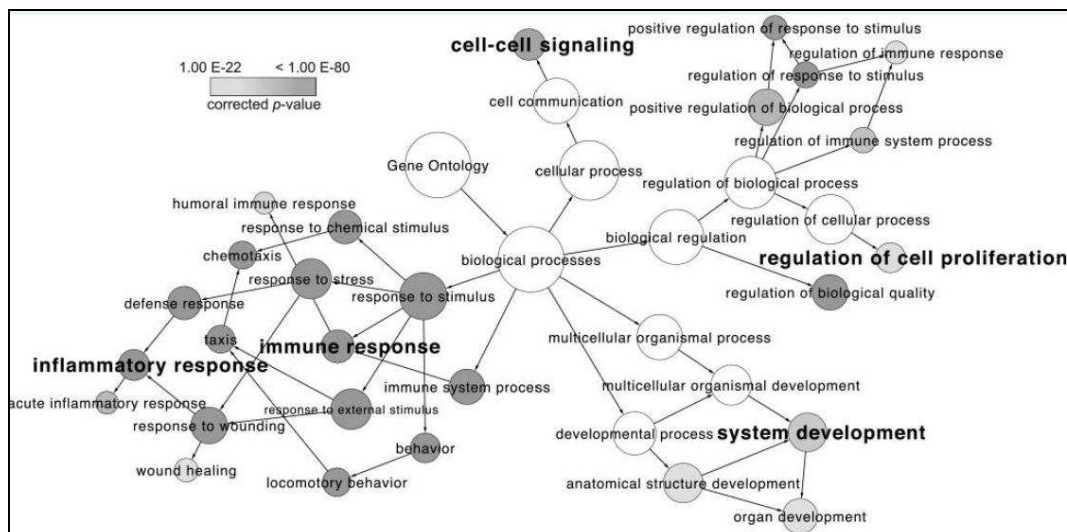 positive regulation of response to stimulus
cell-cell signaling
regulation of immune response
1.00 E-22 < 1.00 E-80
regulation of response to stimulus
corrected p-value
cell communication
positive regulation of biological process
regulation of immune system process
Gene Ontology
cellular process
regulation of biological process
humoral immune response
regulation of cellular process
response to chemical stimulus
biological regulation
chemotaxis
biological processes
regulation of cell proliferation
response to stress
response to stimulus
regulation of biological quality
defense response
multicellular organismal process
taxis
immune response
inflammatory response
immune system process
multicellular organismal development
acute inflammatory response
response to external stimulus
response to wounding
developmental process
system development
behavior
wound healing
locomotory behavior
anatomical structure development
organ development